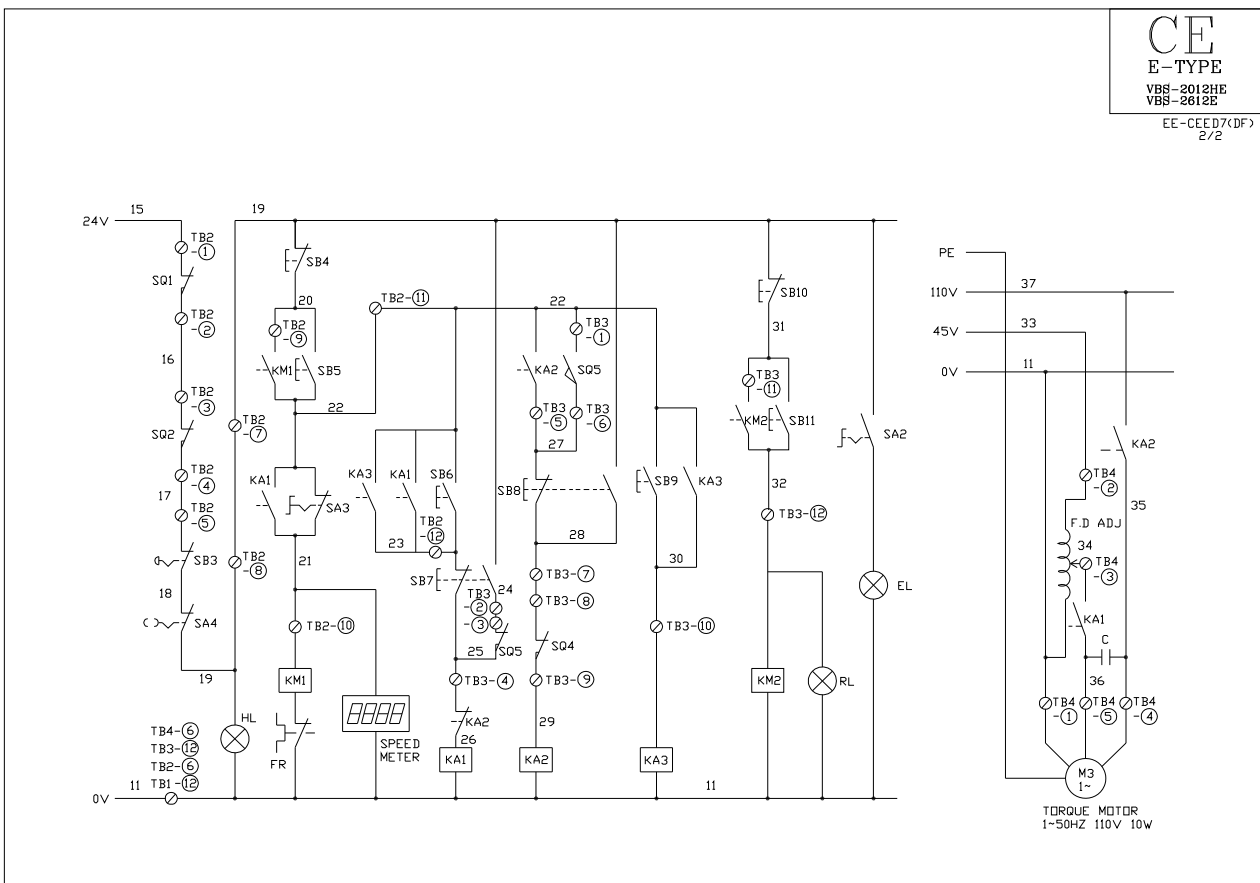 CE
E-TYPE
VBS-2012HE
VBS-2612E
EE-CEED7(DF)
2/2
24V
15
19
TB2
-①
SQ1
TB2
-②
16
TB2
-③
SQ2
TB2
-④
17
TB2
-⑤
SB3
18
SA4
19
TB2
-⑦
TB2
-⑧
HL
TB4-⑥
TB3-⑫
TB2-⑥
TB1-⑫
0V
11
SB4
20
TB2
-⑨
KM1
SB5
22
KA1
SA3
21
TB2-⑩
KM1
FR
SPEED
METER
TB2-⑪
22
KA3
KA1
SB6
TB2
-⑫
23
SB7
24
TB3
-②
-③
SQ5
25
TB3-④
KA2
26
KA1
KA2
TB3
-①
SQ5
TB3
-⑤
TB3
-⑥
27
SB8
28
TB3-⑦
TB3-⑧
SQ4
TB3-⑨
29
KA2
SB9
KA3
30
TB3-⑩
KA3
11
SB10
31
TB3
-⑪
KM2
SB11
32
TB3-⑫
KM2
RL
SA2
EL
PE
110V
37
45V
33
0V
11
KA2
TB4
-②
35
F.D ADJ
34
TB4
-③
KA1
C
36
TB4
-①
TB4
-⑤
TB4
-④
M3
1~
TORQUE MOTOR
1~50HZ 110V 10W